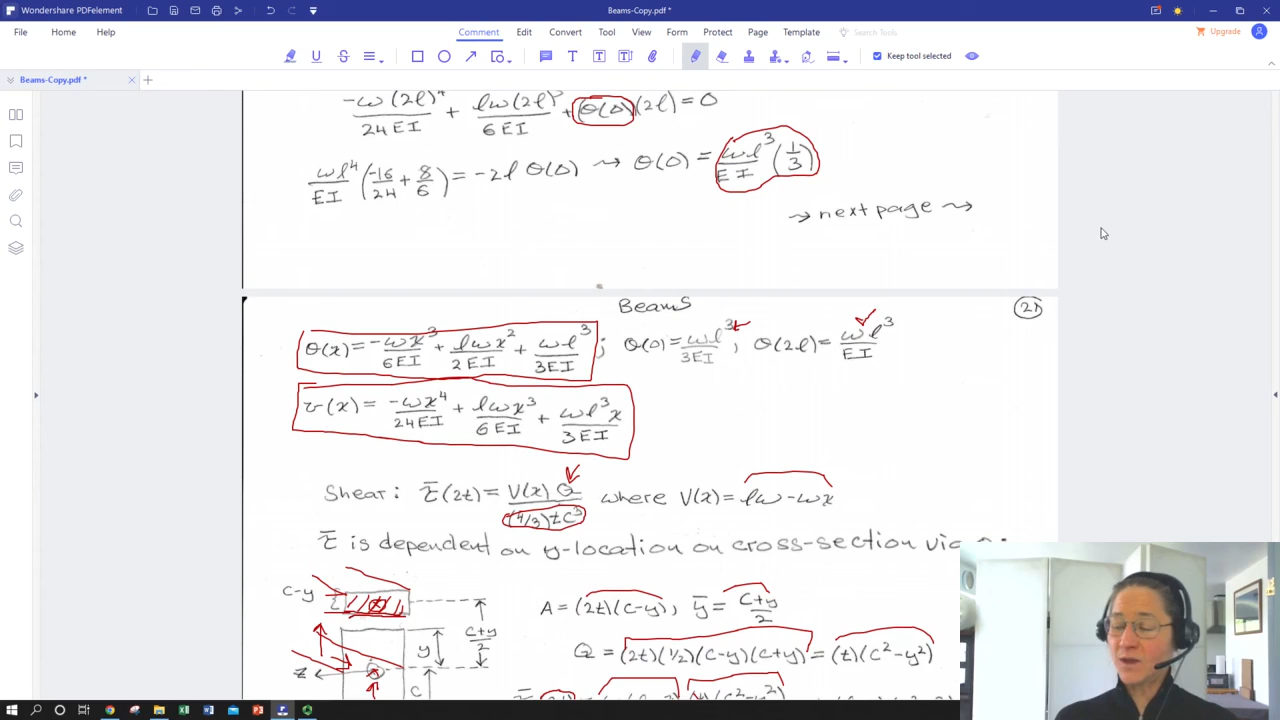 Wondershare PDFelement
Beams-Copy.pdf *
File Home Help
Comment Edit Convert Tool View Form Protect Page Template Search Tools
Upgrade
Keep tool selected
Beams-Copy.pdf *
-ω(2l)⁴/24EI + lω(2l)³/6EI + θ(0)(2l) = 0
ωl⁴/EI (-16/24 + 8/6) = -2l θ(0) ⇝ θ(0) = ωl³/EI (1/3)
⇝ next page ⇝
Beams
21
θ(x) = -ωx³/6EI + lωx²/2EI + ωl³/3EI ; θ(0) = ωl³/3EI ; θ(2l) = ωl³/EI
v(x) = -ωx⁴/24EI + lωx³/6EI + ωl³x/3EI
Shear: τ̄(2t) = V(x) Q/(4/3)tc³ where V(x) = lω - ωx
τ̄ is dependent on y-location on cross-section via
c-y
A = (2t)(c-y), ȳ = c+y/2
c+y/2
y
Q = (2t)(1/2)(c-y)(c+y) = (t)(c²-y²)
z
c